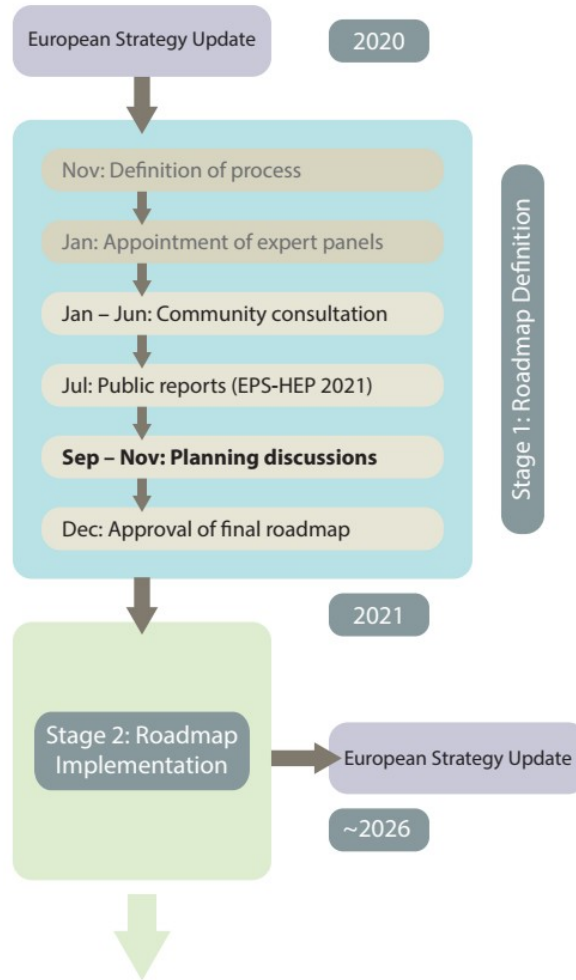 European Strategy Update
2020
Nov: Definition of process
Jan: Appointment of expert panels
Jan – Jun: Community consultation
Jul: Public reports (EPS-HEP 2021)
Sep – Nov: Planning discussions
Dec: Approval of final roadmap
Stage 1: Roadmap Definition
2021
Stage 2: Roadmap
Implementation
European Strategy Update
~2026